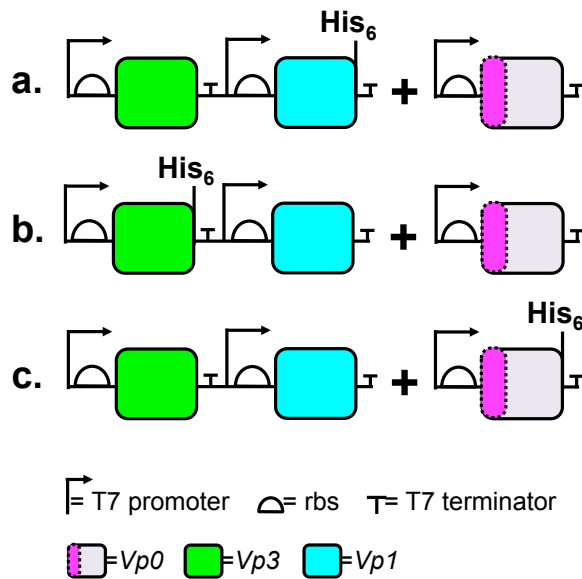 His6
a. +
His6
b. +
His6
c. +
= T7 promoter = rbs = T7 terminator
=Vp0 =Vp3 =Vp1